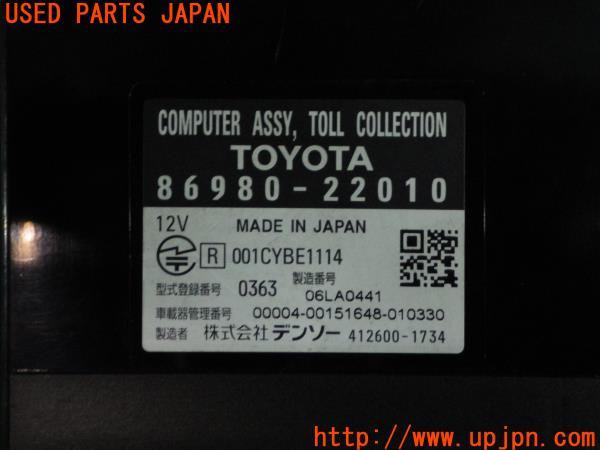 USED PARTS JAPAN
COMPUTER ASSY, TOLL COLLECTION
TOYOTA
86980-22010
12V MADE IN JAPAN
R 001CYBE1114
型式登録番号 0363 製造番号 06LA0441
車載器管理番号 00004-00151648-010330
製造者 株式会社デンソー 412600-1734
(c)UPJ
http://www.upjpn.com/